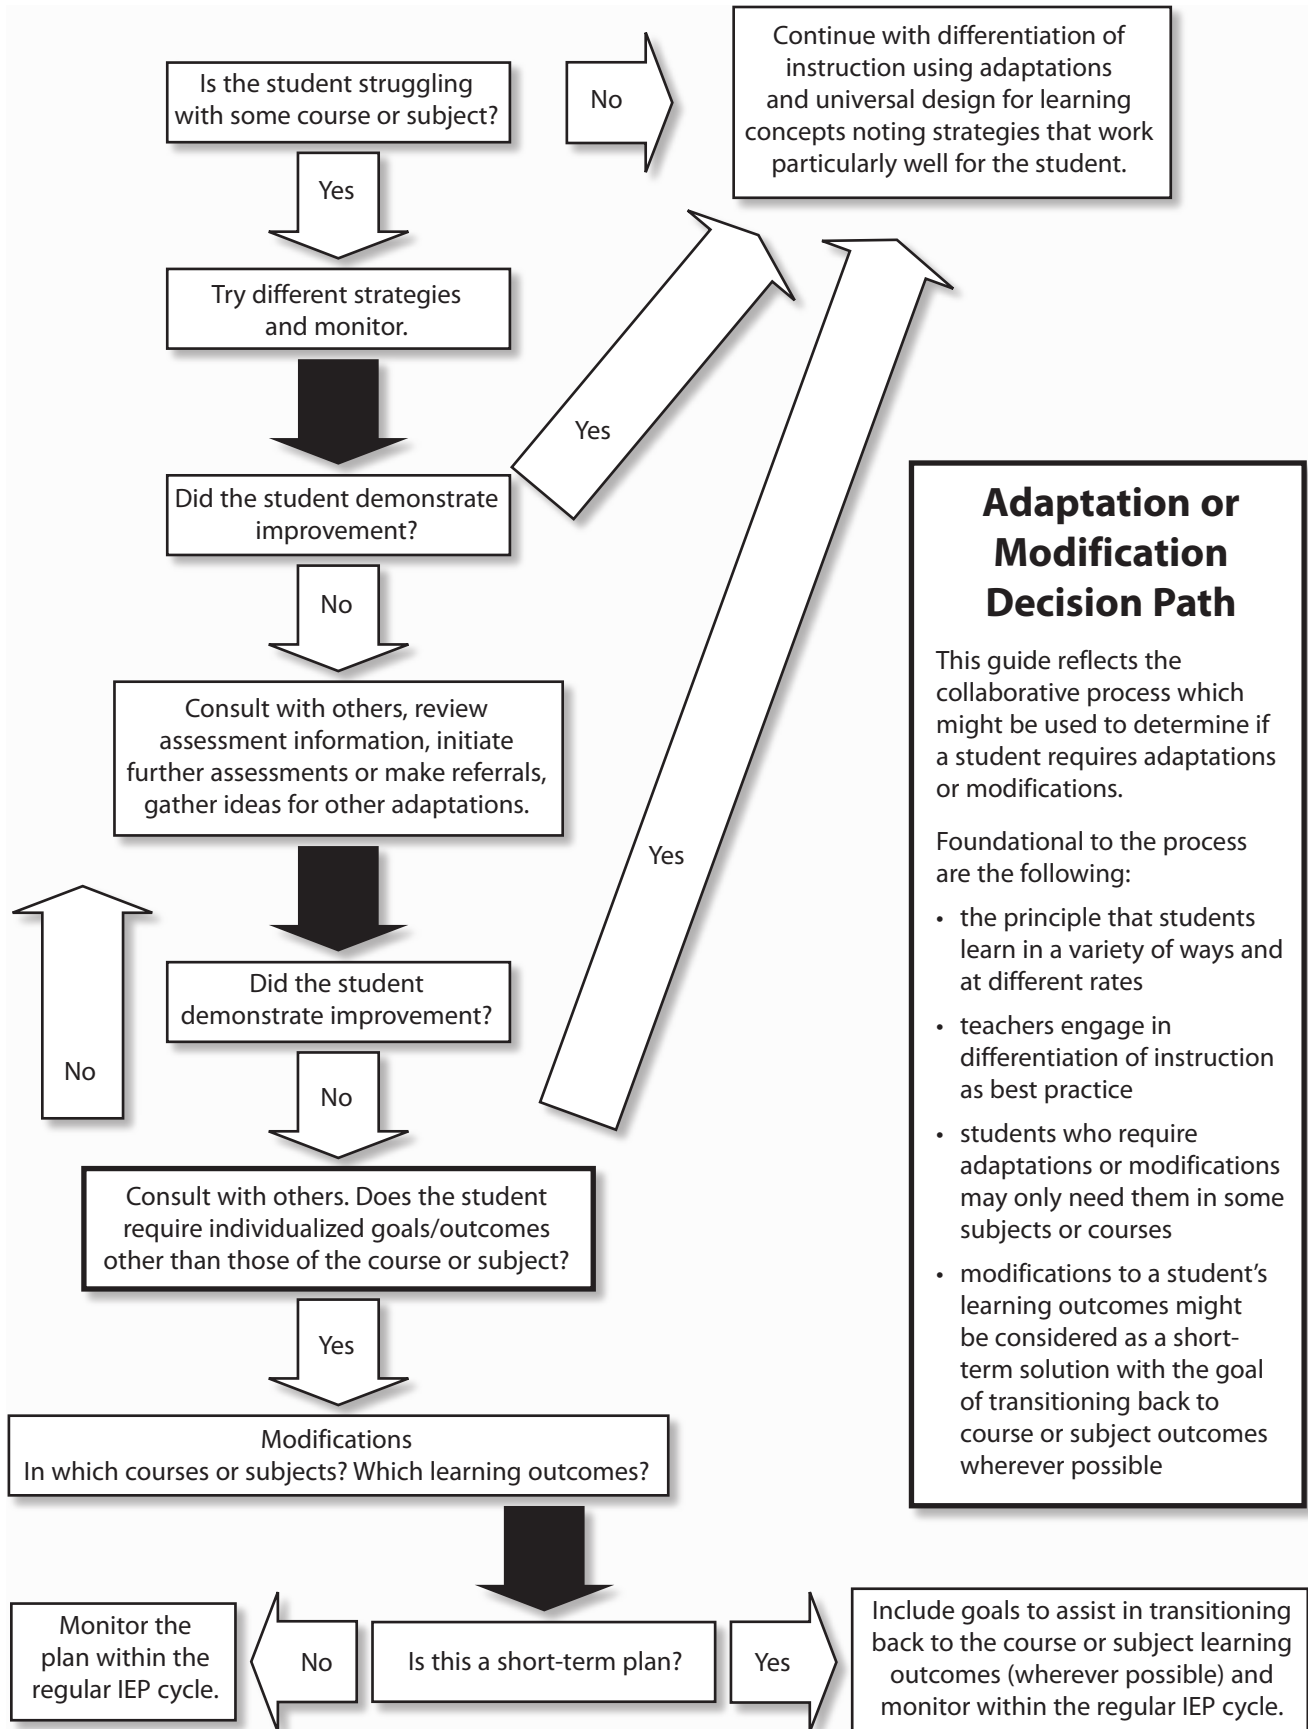 Is the student struggling
with some course or subject?
No
Continue with differentiation of
instruction using adaptations
and universal design for learning
concepts noting strategies that work
particularly well for the student.
Yes
Try different strategies
and monitor.
Yes
Did the student demonstrate
improvement?
No
Consult with others, review
assessment information, initiate
further assessments or make referrals,
gather ideas for other adaptations.
Yes
Did the student
demonstrate improvement?
No
No
Consult with others. Does the student
require individualized goals/outcomes
other than those of the course or subject?
Yes
Modifications
In which courses or subjects? Which learning outcomes?
Monitor the
plan within the
regular IEP cycle.
No
Is this a short-term plan?
Yes
Include goals to assist in transitioning
back to the course or subject learning
outcomes (wherever possible) and
monitor within the regular IEP cycle.
Adaptation or
Modification
Decision Path
This guide reflects the
collaborative process which
might be used to determine if
a student requires adaptations
or modifications.
Foundational to the process
are the following:
• the principle that students
learn in a variety of ways and
at different rates
• teachers engage in
differentiation of instruction
as best practice
• students who require
adaptations or modifications
may only need them in some
subjects or courses
• modifications to a student’s
learning outcomes might
be considered as a short-
term solution with the goal
of transitioning back to
course or subject outcomes
wherever possible